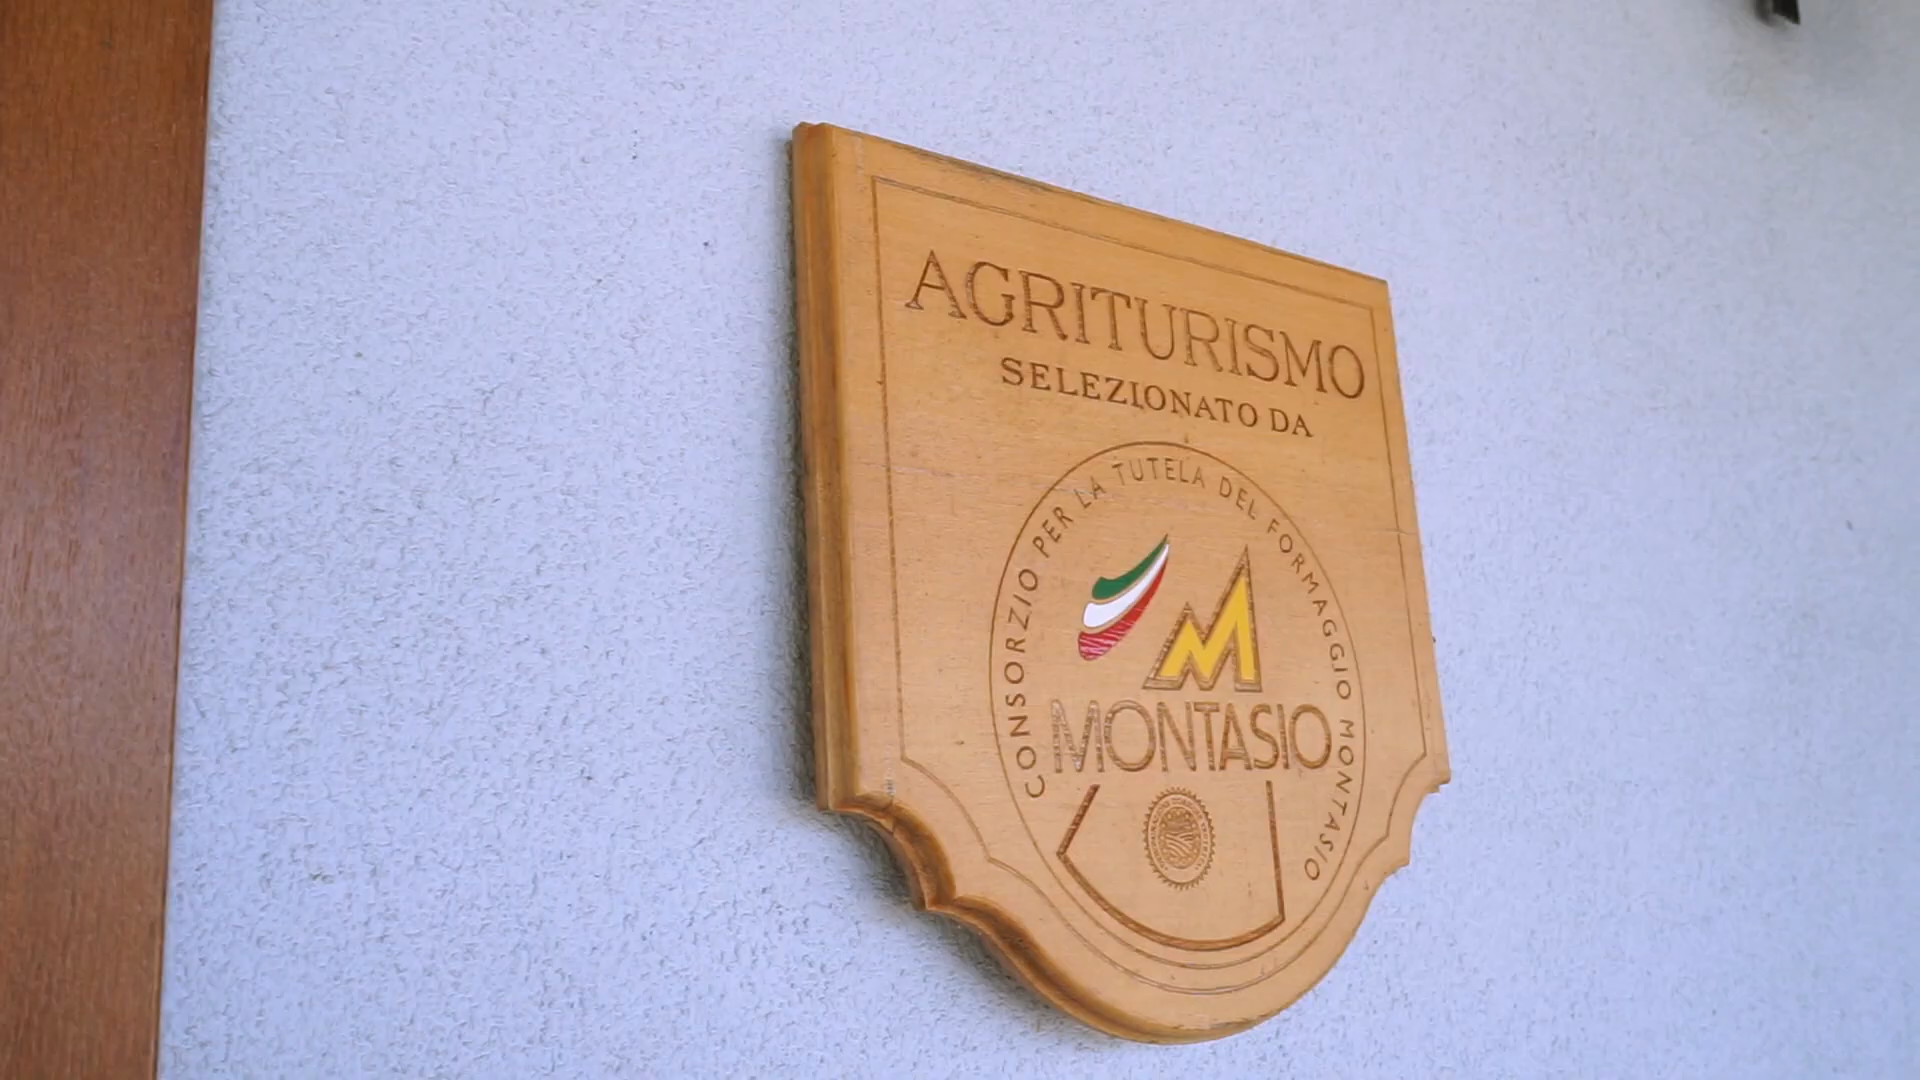 AGRITURISMO
SELEZIONATO DA
CONSORZIO PER LA TUTELA DEL FORMAGGIO MONTASIO
MONTASIO